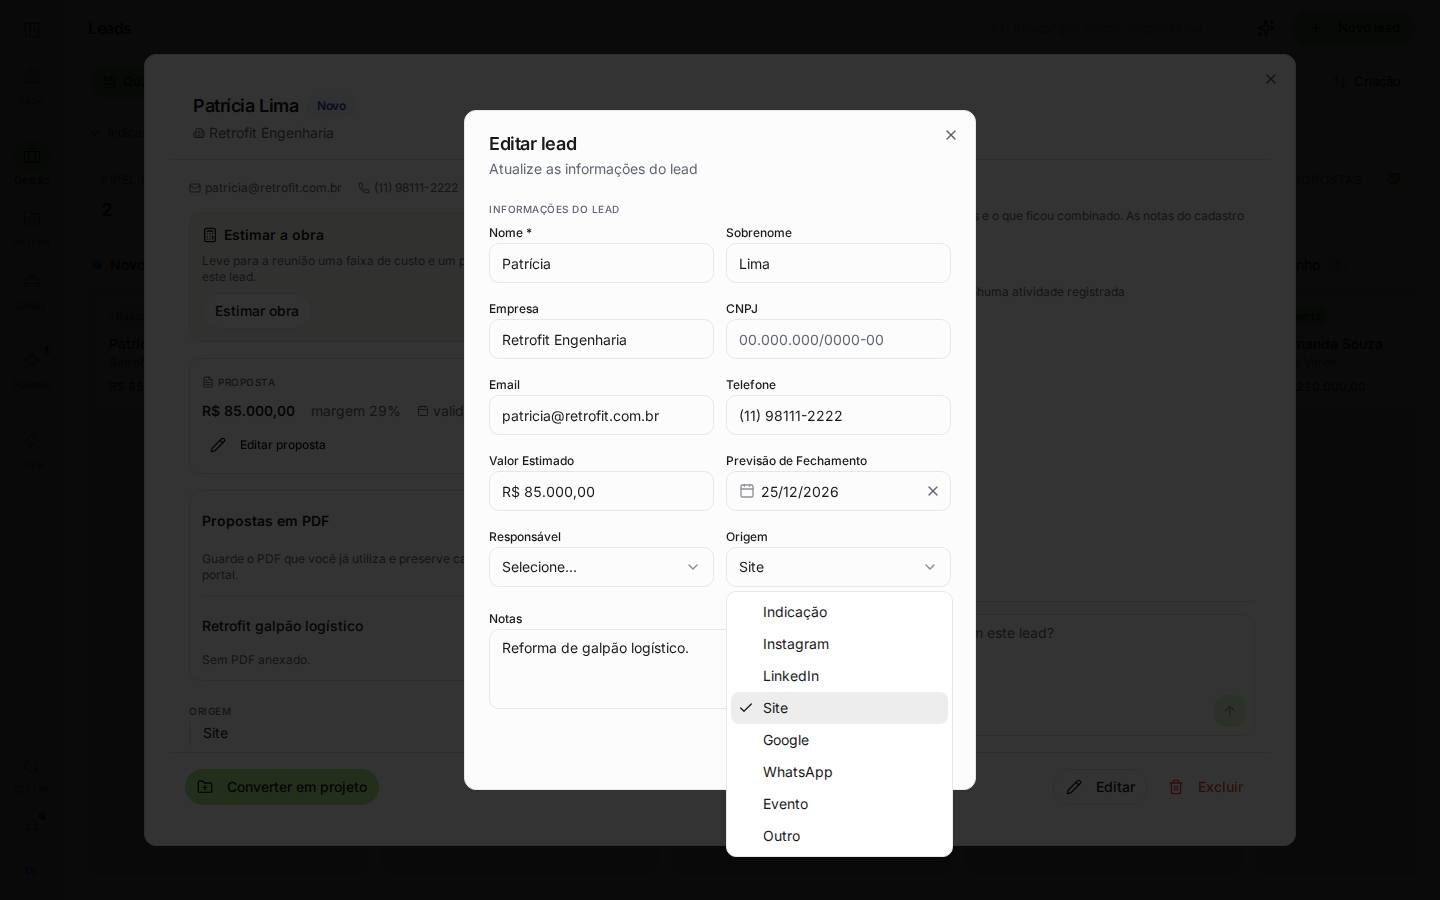 Leads
Novo lead
Criação
Patrícia Lima
Novo
Retrofit Engenharia
patricia@retrofit.com.br
(11) 98111-2222
Estimar a obra
Leve para a reunião uma faixa de custo e um p
este lead.
Estimar obra
PROPOSTA
R$ 85.000,00
margem 29%
valid
Editar proposta
Propostas em PDF
Guarde o PDF que você já utiliza e preserve ca
portal.
Retrofit galpão logístico
Sem PDF anexado.
ORIGEM
Site
Converter em projeto
Editar lead
Atualize as informações do lead
INFORMAÇÕES DO LEAD
Nome *
Sobrenome
Patrícia
Lima
Empresa
CNPJ
Retrofit Engenharia
00.000.000/0000-00
Email
Telefone
patricia@retrofit.com.br
(11) 98111-2222
Valor Estimado
Previsão de Fechamento
R$ 85.000,00
25/12/2026
Responsável
Origem
Selecione...
Site
Notas
Reforma de galpão logístico.
Indicação
Instagram
LinkedIn
Site
Google
WhatsApp
Evento
Outro
s e o que ficou combinado. As notas do cadastro
huma atividade registrada
m este lead?
Editar
Excluir
manda Souza